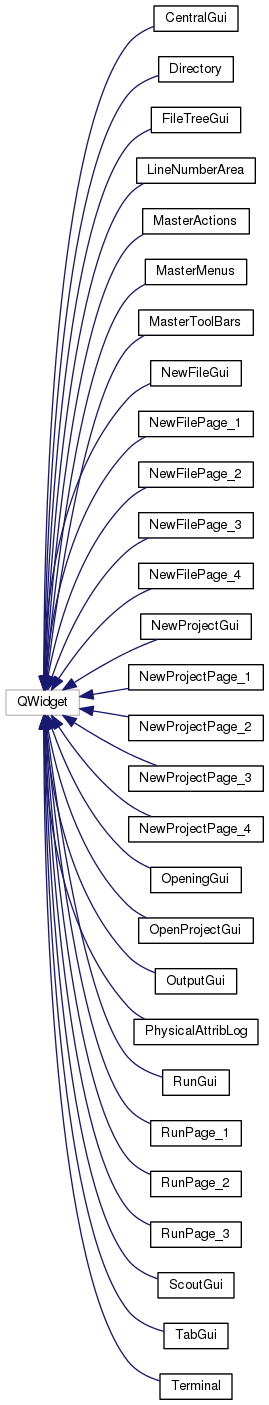 CentralGui
Directory
FileTreeGui
LineNumberArea
MasterActions
MasterMenus
MasterToolBars
NewFileGui
NewFilePage_1
NewFilePage_2
NewFilePage_3
NewFilePage_4
NewProjectGui
NewProjectPage_1
QWidget
NewProjectPage_2
NewProjectPage_3
NewProjectPage_4
OpeningGui
OpenProjectGui
OutputGui
PhysicalAttribLog
RunGui
RunPage_1
RunPage_2
RunPage_3
ScoutGui
TabGui
Terminal